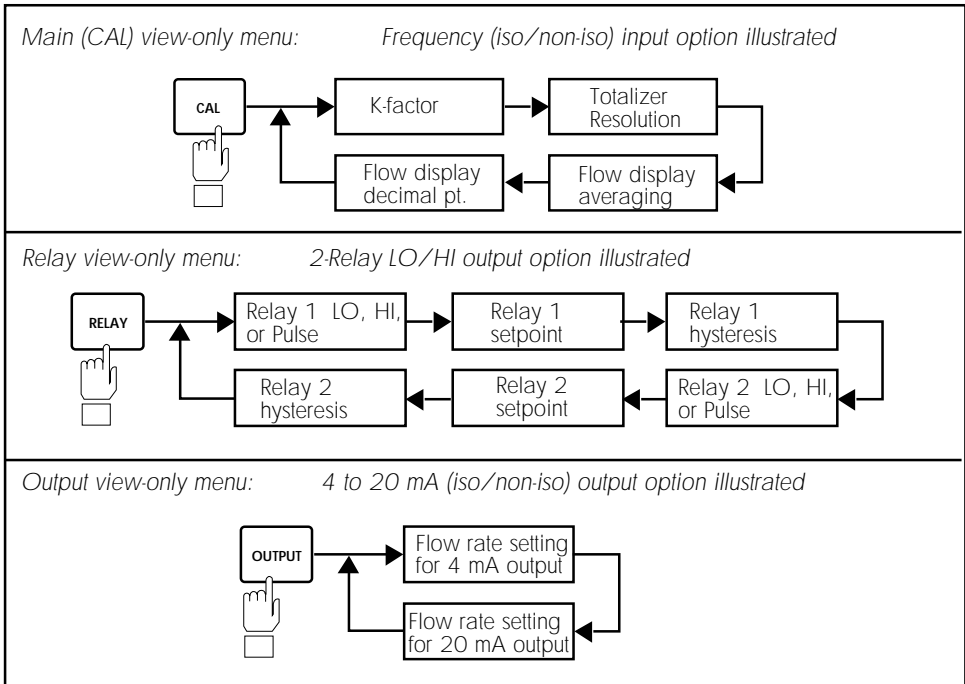 Main (CAL) view-only menu: Frequency (iso/non-iso) input option illustrated
CAL
K-factor
Totalizer
Resolution
Flow display
decimal pt.
Flow display
averaging
Relay view-only menu: 2-Relay LO/HI output option illustrated
RELAY
Relay 1 LO, HI,
or Pulse
Relay 1
setpoint
Relay 1
hysteresis
Relay 2
hysteresis
Relay 2
setpoint
Relay 2 LO, HI,
or Pulse
Output view-only menu: 4 to 20 mA (iso/non-iso) output option illustrated
OUTPUT
Flow rate setting
for 4 mA output
Flow rate setting
for 20 mA output